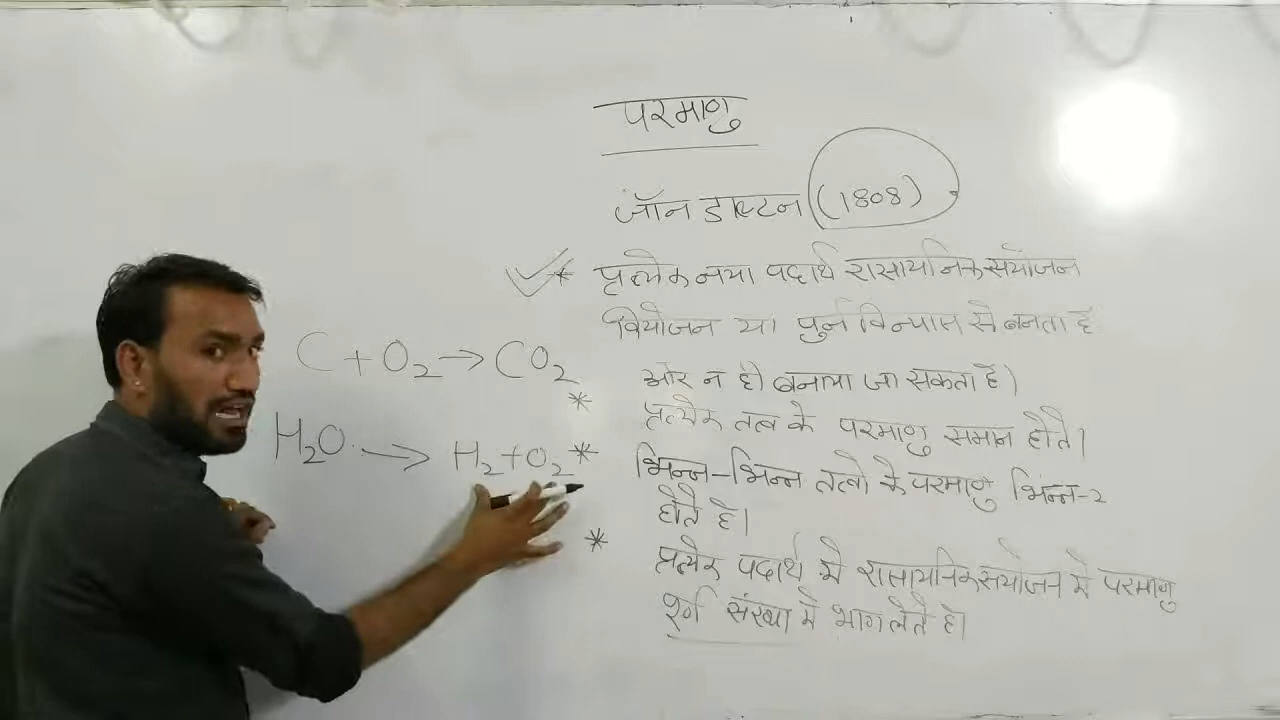 परमाणु
जॉन डाल्टन (1808)
* प्रत्येक नया पदार्थ रासायनिक संयोजन
वियोजन या पुर्न विन्यास से बनता है
और न ही बनाया जा सकता है।
* प्रत्येक तत्व के परमाणु समान होते।
* भिन्न-भिन्न तत्वो के परमाणु भिन्न-2
होते है।
* प्रत्येक पदार्थ मे रासायनिक संयोजन मे परमाणु
संख्या मे भाग लेते हे।
C + O₂ → CO₂
H₂O. → H₂ + O₂